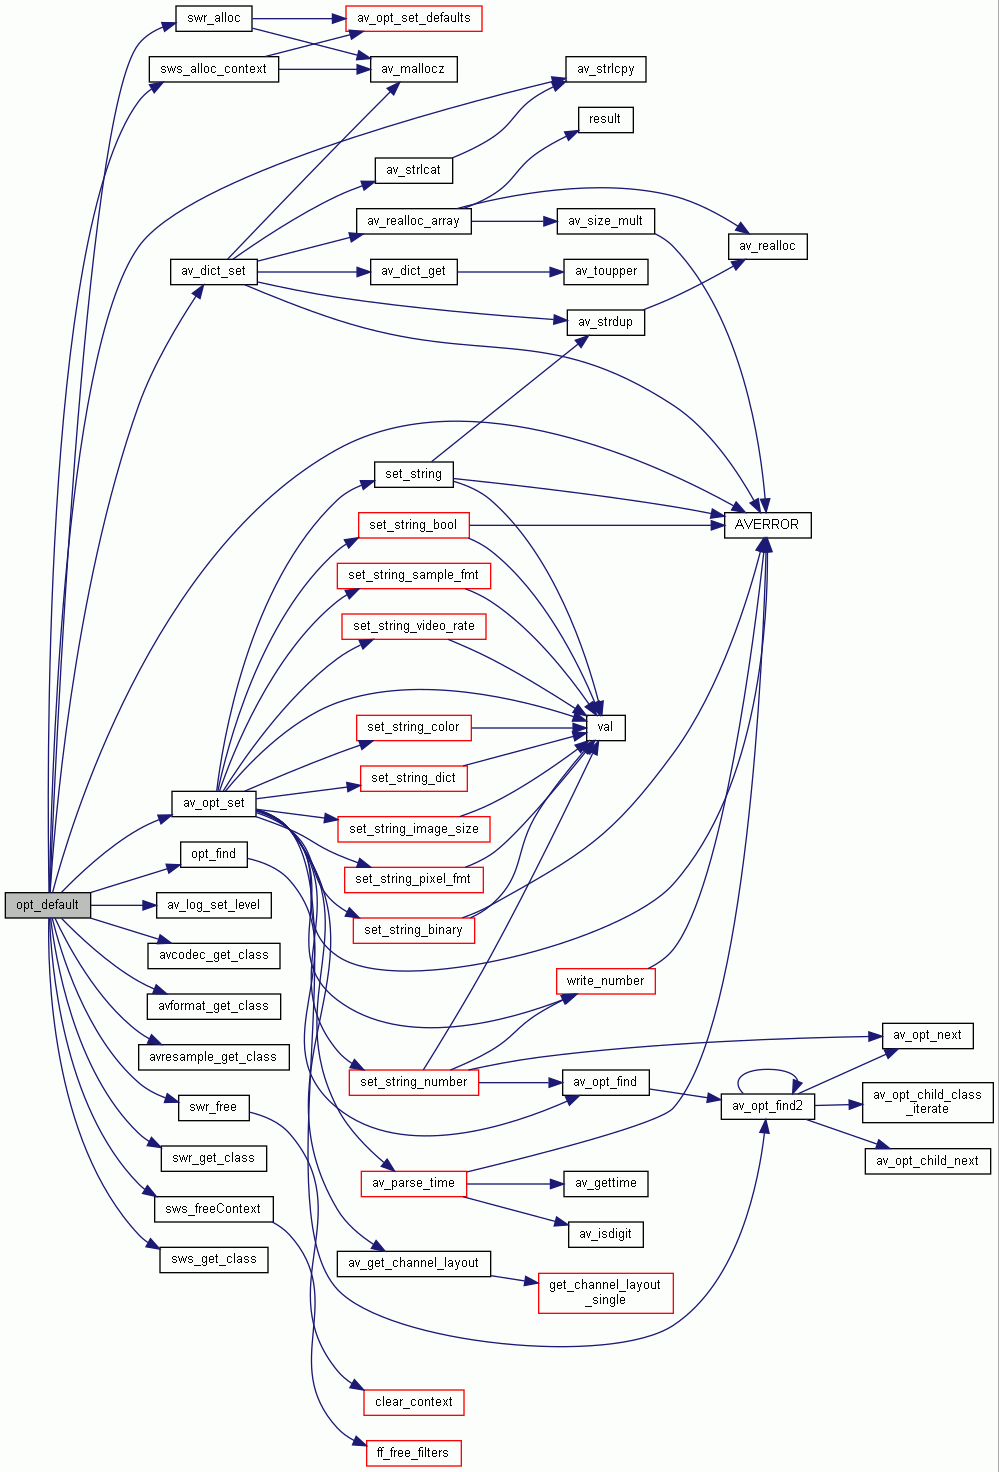 swr_alloc
av_opt_set_defaults
sws_alloc_context
av_mallocz
av_strlcpy
result
av_strlcat
av_realloc_array
av_size_mult
av_realloc
av_dict_set
av_dict_get
av_toupper
av_strdup
set_string
set_string_bool
AVERROR
set_string_sample_fmt
set_string_video_rate
set_string_color
val
set_string_dict
av_opt_set
set_string_image_size
opt_find
set_string_pixel_fmt
opt_default
av_log_set_level
set_string_binary
avcodec_get_class
write_number
avformat_get_class
av_opt_next
avresample_get_class
set_string_number
av_opt_find
swr_free
av_opt_find2
av_opt_child_class
_iterate
swr_get_class
av_opt_child_next
av_parse_time
av_gettime
sws_freeContext
av_isdigit
sws_get_class
av_get_channel_layout
get_channel_layout
_single
clear_context
ff_free_filters